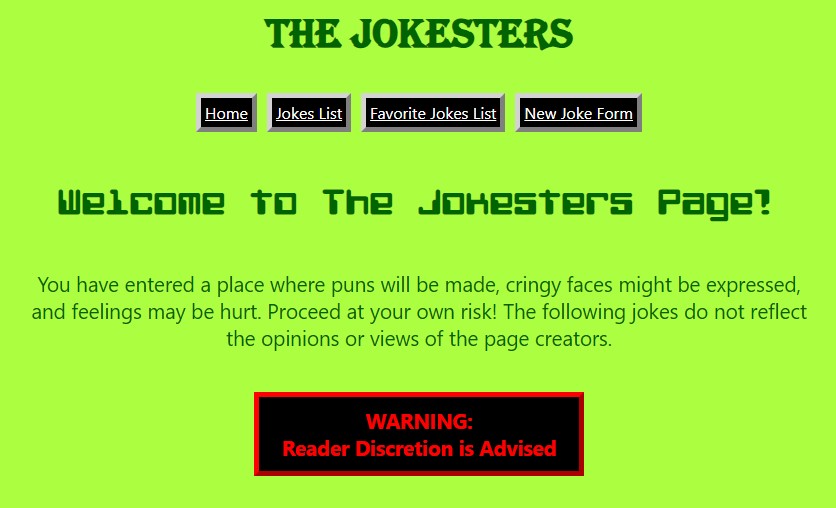 THE JOKESTERS
Home Jokes List Favorite Jokes List New Joke Form
Welcome to The Jokesters Page!
You have entered a place where puns will be made, cringy faces might be expressed,
and feelings may be hurt. Proceed at your own risk! The following jokes do not reflect
the opinions or views of the page creators.
WARNING:
Reader Discretion is Advised